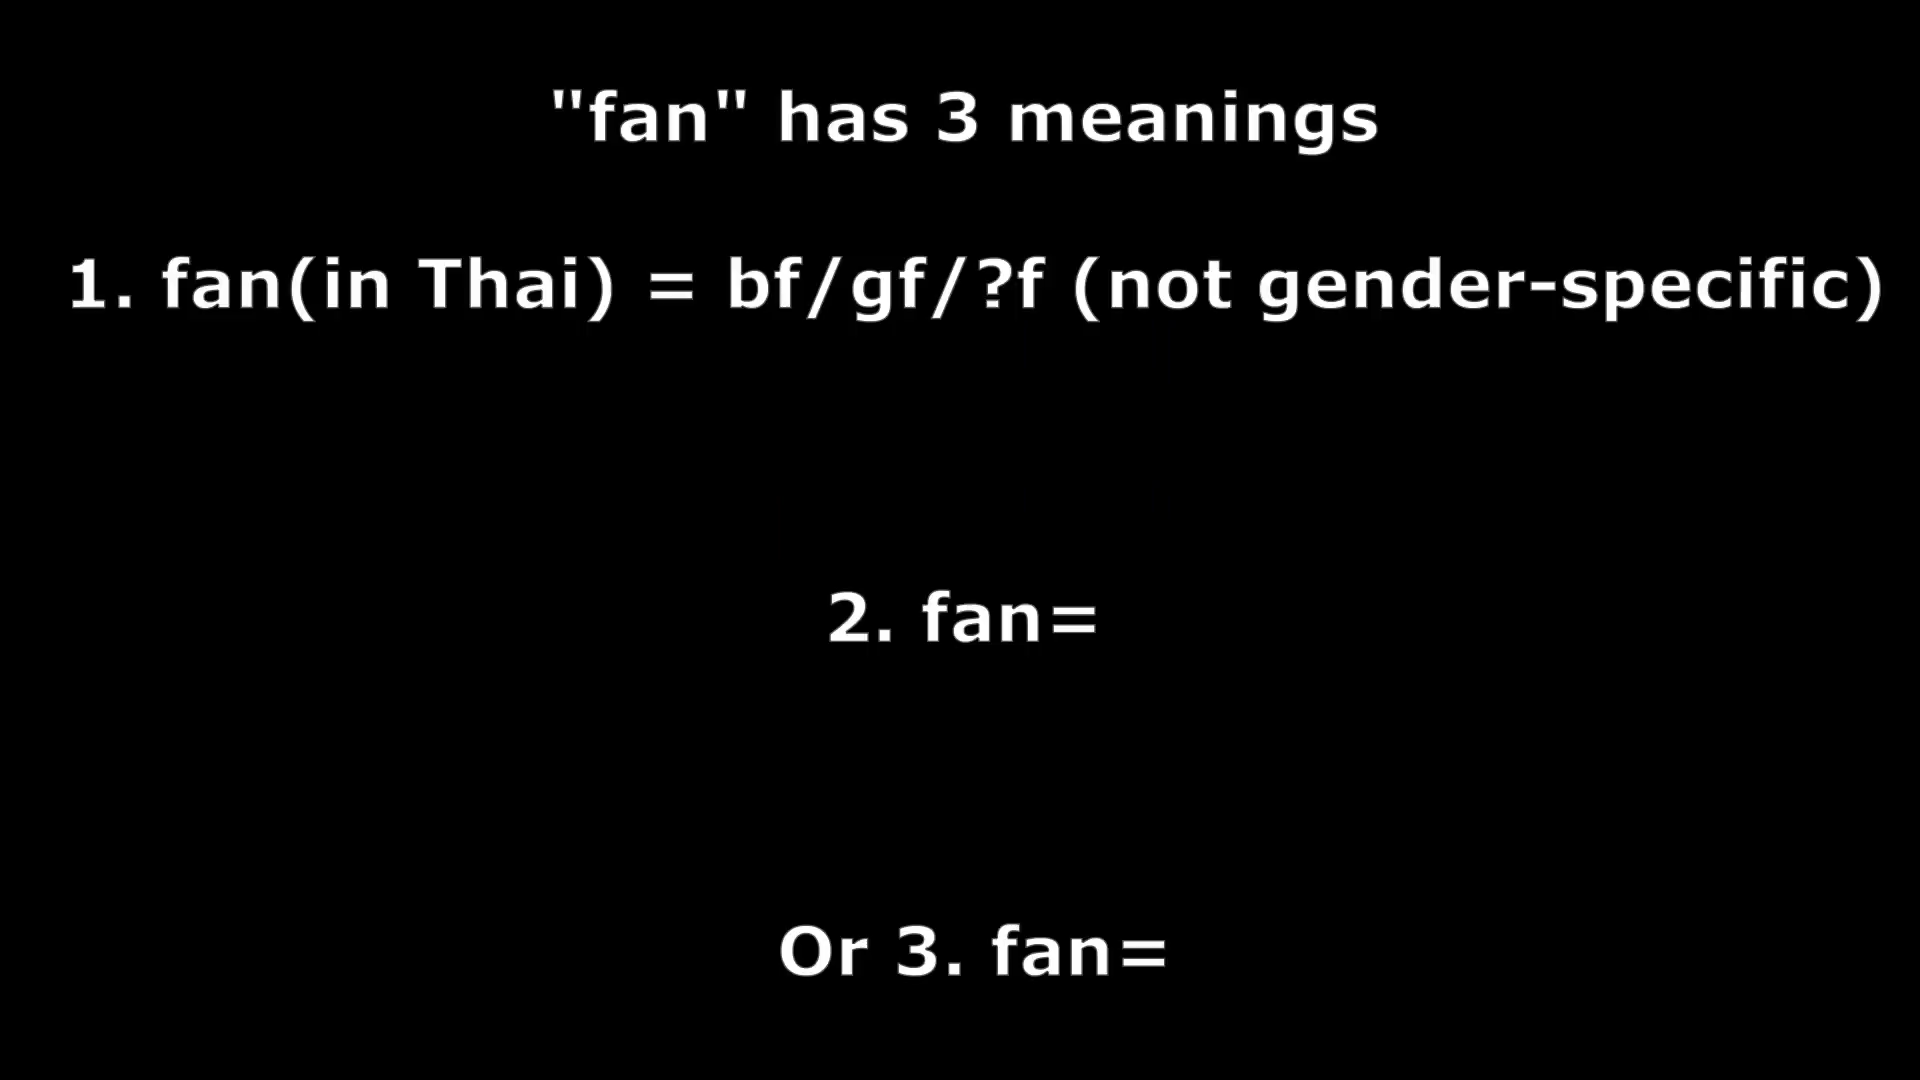 "fan" has 3 meanings
1. fan(in Thai) = bf/gf/?f (not gender-specific)
2. fan=
Or 3. fan=